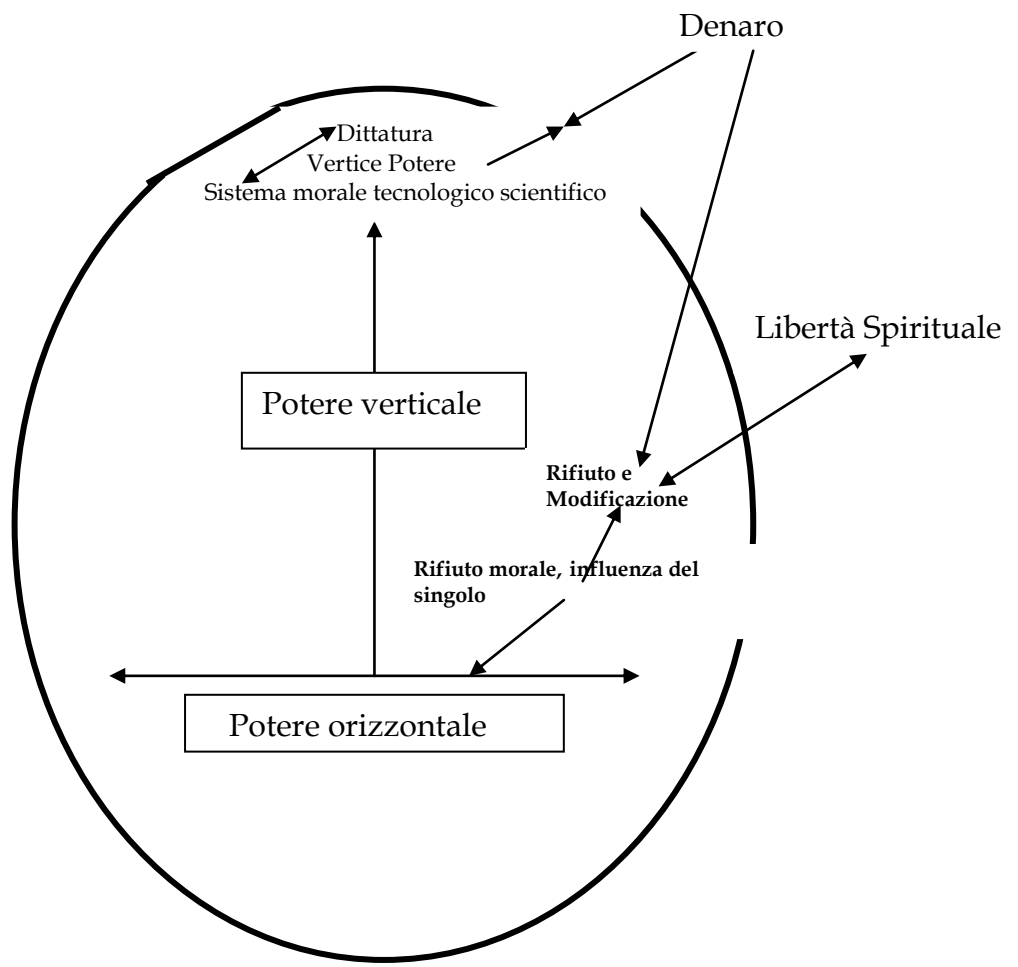 Denaro
Dittatura
Vertice Potere
Sistema morale tecnologico scientifico
Libertà Spirituale
Potere verticale
Rifiuto e
Modificazione
Rifiuto morale, influenza del
singolo
Potere orizzontale